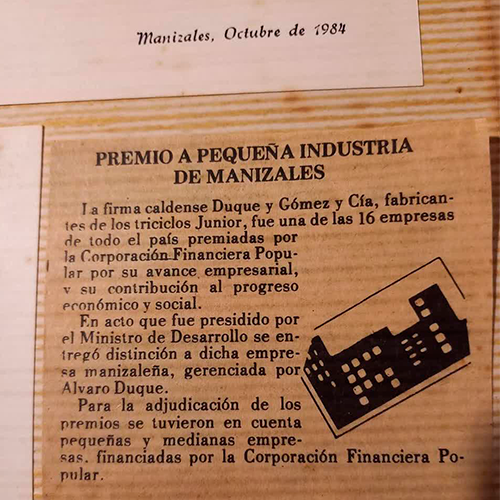 Manizales, Octubre de 1984
PREMIO A PEQUEÑA INDUSTRIA
DE MANIZALES
La firma caldense Duque y Gómez y Cía, fabrican-
tes de los triciclos Junior, fue una de las 16 empresas
de todo el país premiadas por
la Corporación Financiera Popu-
lar por su avance empresarial,
y su contribución al progreso
económico y social.
En acto que fue presidido por
el Ministro de Desarrollo se en-
tregó distinción a dicha empre-
sa manizaleña, gerenciada por
Alvaro Duque.
Para la adjudicación de los
premios se tuvieron en cuenta
pequeñas y medianas empre-
sas, financiadas por la Corporación Financiera Po-
pular.